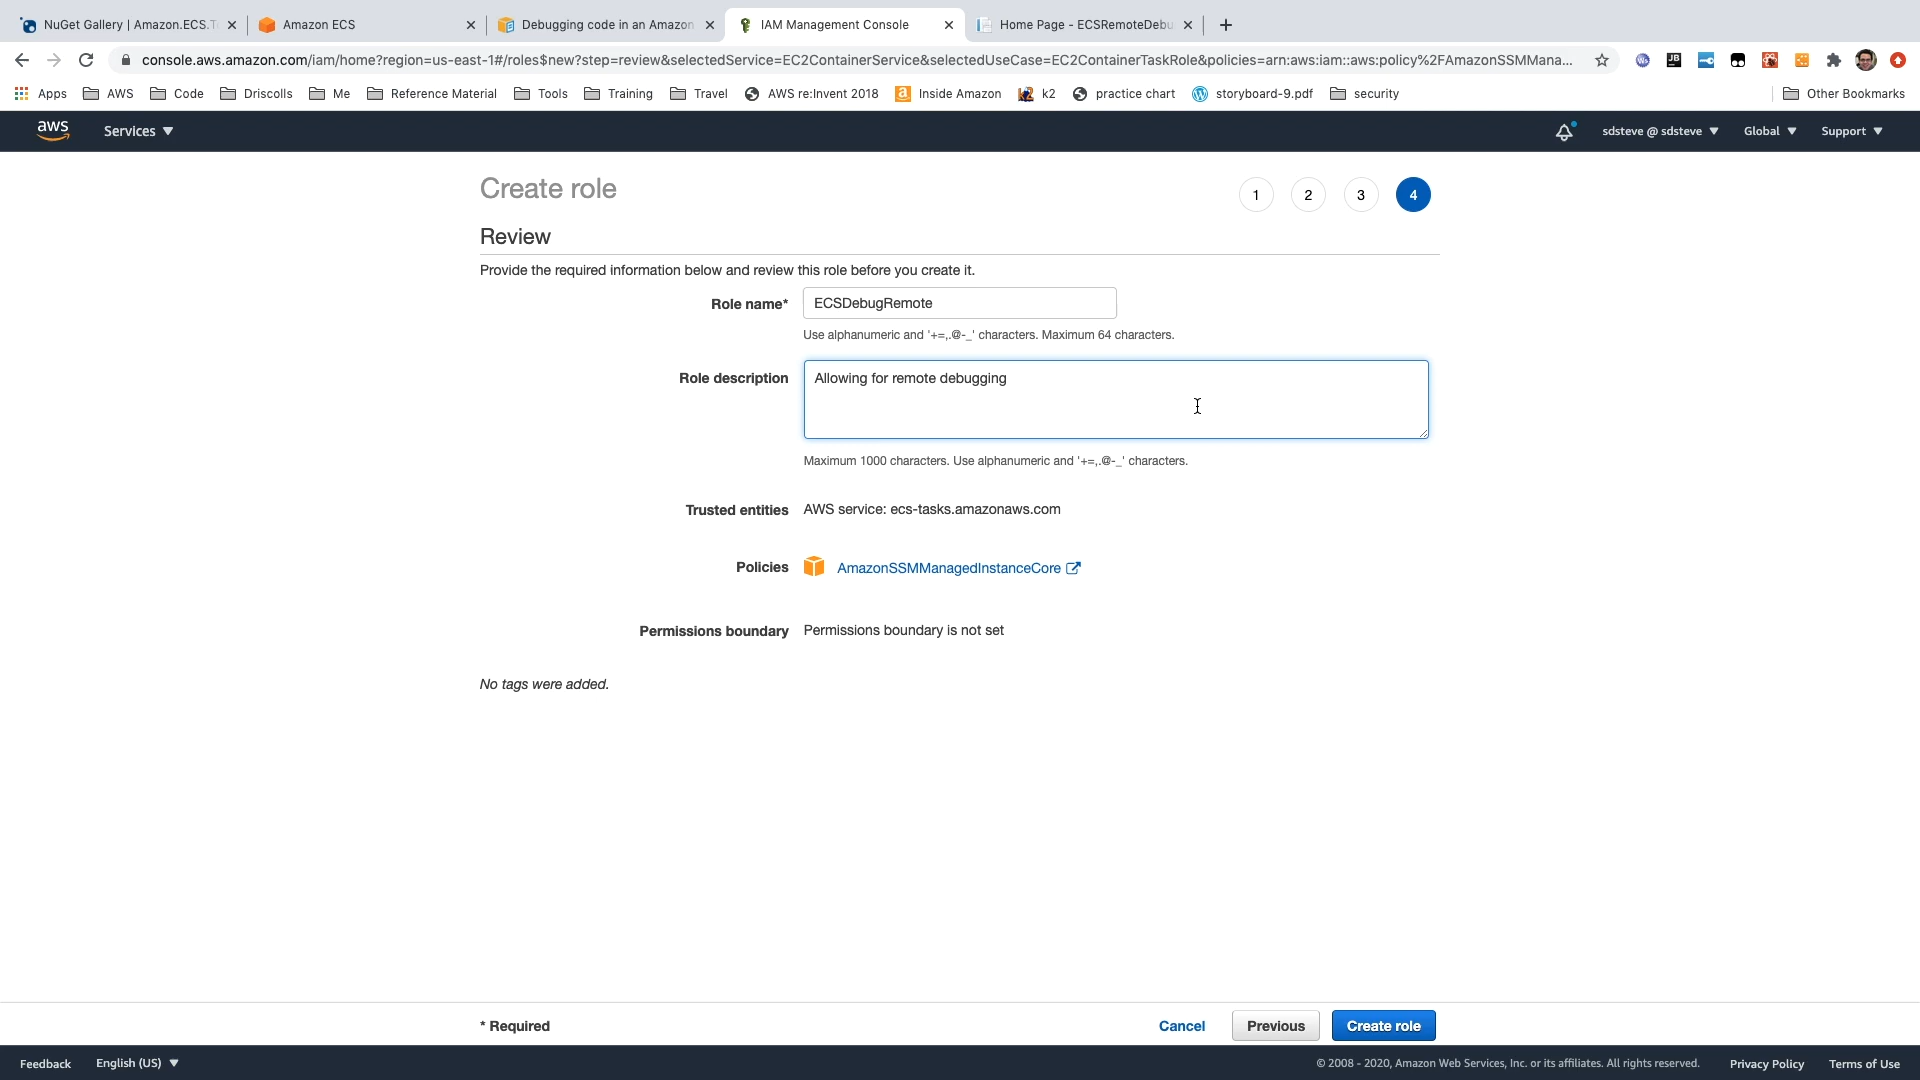 NuGet Gallery | Amazon.ECS.T
Amazon ECS
Debugging code in an Amazon
IAM Management Console
Home Page - ECSRemoteDebu
console.aws.amazon.com/iam/home?region=us-east-1#/roles$new?step=review&selectedService=EC2ContainerService&selectedUseCase=EC2ContainerTaskRole&policies=arn:aws:iam::aws:policy%2FAmazonSSMMana...
Apps
AWS
Code
Driscolls
Me
Reference Material
Tools
Training
Travel
AWS re:Invent 2018
Inside Amazon
k2
practice chart
storyboard-9.pdf
security
Other Bookmarks
aws
Services
sdsteve @ sdsteve
Global
Support
Create role
1
2
3
4
Review
Provide the required information below and review this role before you create it.
Role name*
ECSDebugRemote
Use alphanumeric and '+=,.@-_' characters. Maximum 64 characters.
Role description
Allowing for remote debugging
Maximum 1000 characters. Use alphanumeric and '+=,.@-_' characters.
Trusted entities
AWS service: ecs-tasks.amazonaws.com
Policies
AmazonSSMManagedInstanceCore
Permissions boundary
Permissions boundary is not set
No tags were added.
* Required
Cancel
Previous
Create role
Feedback
English (US)
© 2008 - 2020, Amazon Web Services, Inc. or its affiliates. All rights reserved.
Privacy Policy
Terms of Use